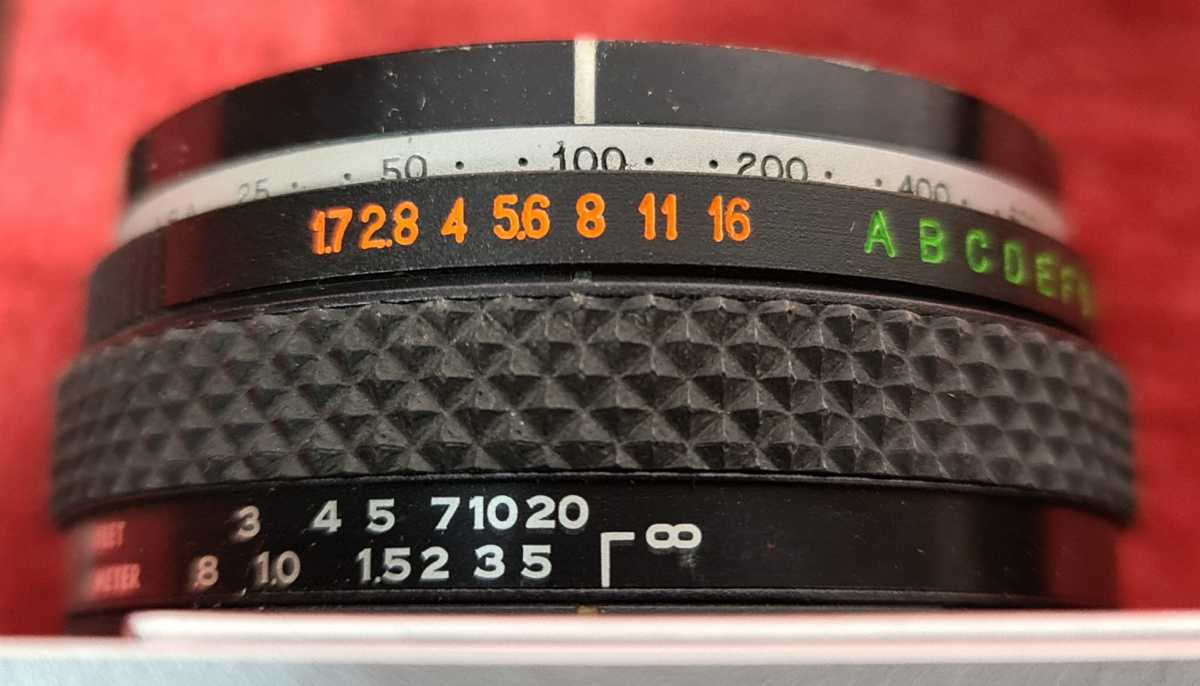 25 · · 50 · · 100 · · 200 · · 400 ·
1.7 2.8 4 5.6 8 11 16 A B C D E F
3 4 5 7 10 20 ∞
METER .8 1.0 1.5 2 3 5